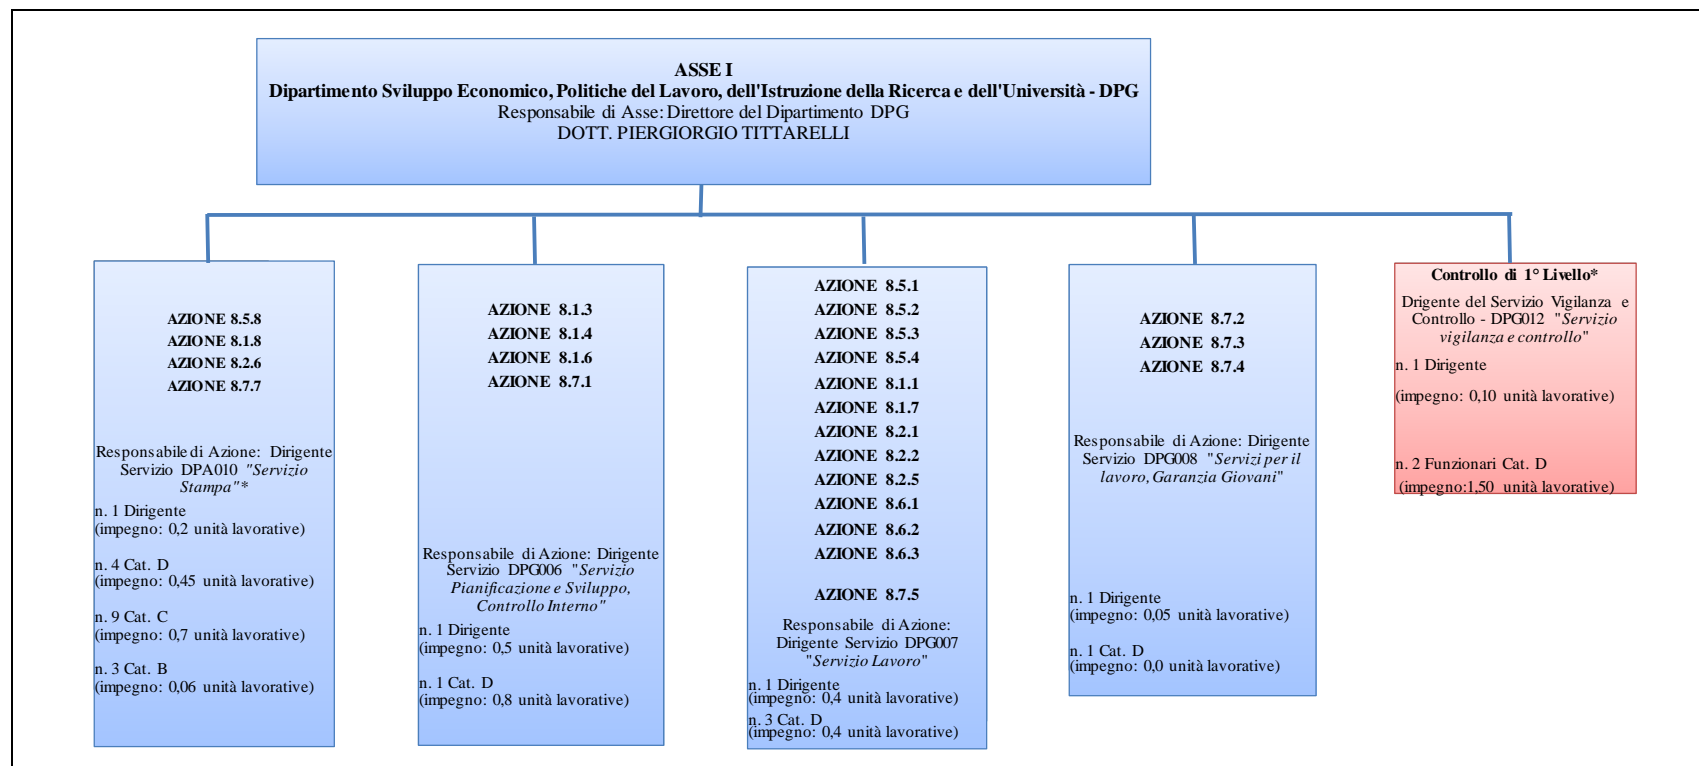 ASSE I
Dipartimento Sviluppo Economico, Politiche del Lavoro, dell'Istruzione della Ricerca e dell'Università - DPG
Responsabile di Asse: Direttore del Dipartimento DPG
DOTT. PIERGIORGIO TITTARELLI
AZIONE 8.5.8
AZIONE 8.1.8
AZIONE 8.2.6
AZIONE 8.7.7
Responsabile di Azione: Dirigente
Servizio DPA010 "Servizio
Stampa"*
n. 1 Dirigente
(impegno: 0,2 unità lavorative)
n. 4 Cat. D
(impegno: 0,45 unità lavorative)
n. 9 Cat. C
(impegno: 0,7 unità lavorative)
n. 3 Cat. B
(impegno: 0,06 unità lavorative)
AZIONE 8.1.3
AZIONE 8.1.4
AZIONE 8.1.6
AZIONE 8.7.1
Responsabile di Azione: Dirigente
Servizio DPG006 "Servizio
Pianificazione e Sviluppo,
Controllo Interno"
n. 1 Dirigente
(impegno: 0,5 unità lavorative)
n. 1 Cat. D
(impegno: 0,8 unità lavorative)
AZIONE 8.5.1
AZIONE 8.5.2
AZIONE 8.5.3
AZIONE 8.5.4
AZIONE 8.1.1
AZIONE 8.1.7
AZIONE 8.2.1
AZIONE 8.2.2
AZIONE 8.2.5
AZIONE 8.6.1
AZIONE 8.6.2
AZIONE 8.6.3
AZIONE 8.7.5
Responsabile di Azione:
Dirigente Servizio DPG007
"Servizio Lavoro"
n. 1 Dirigente
(impegno: 0,4 unità lavorative)
n. 3 Cat. D
(impegno: 0,4 unità lavorative)
AZIONE 8.7.2
AZIONE 8.7.3
AZIONE 8.7.4
Responsabile di Azione: Dirigente
Servizio DPG008 "Servizi per il
lavoro, Garanzia Giovani"
n. 1 Dirigente
(impegno: 0,05 unità lavorative)
n. 1 Cat. D
(impegno: 0,0 unità lavorative)
Controllo di 1° Livello*
Drigente del Servizio Vigilanza e
Controllo - DPG012 "Servizio
vigilanza e controllo"
n. 1 Dirigente
(impegno: 0,10 unità lavorative)
n. 2 Funzionari Cat. D
(impegno:1,50 unità lavorative)